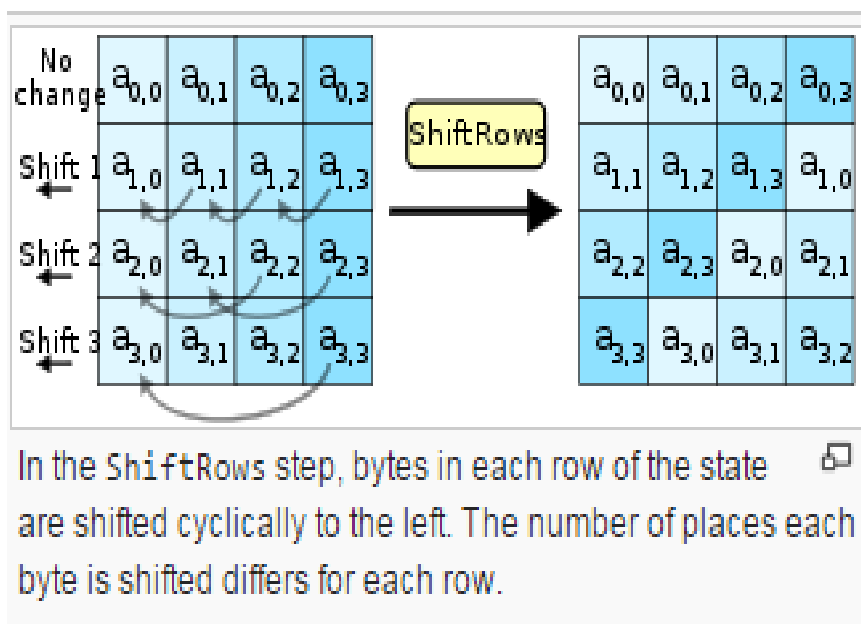 No
change
a0,0 a0,1 a0,2 a0,3
Shift 1
a1,0 a1,1 a1,2 a1,3
Shift 2
a2,0 a2,1 a2,2 a2,3
Shift 3
a3,0 a3,1 a3,2 a3,3
ShiftRows
a0,0 a0,1 a0,2 a0,3
a1,1 a1,2 a1,3 a1,0
a2,2 a2,3 a2,0 a2,1
a3,3 a3,0 a3,1 a3,2
In the ShiftRows step, bytes in each row of the state
are shifted cyclically to the left. The number of places each
byte is shifted differs for each row.